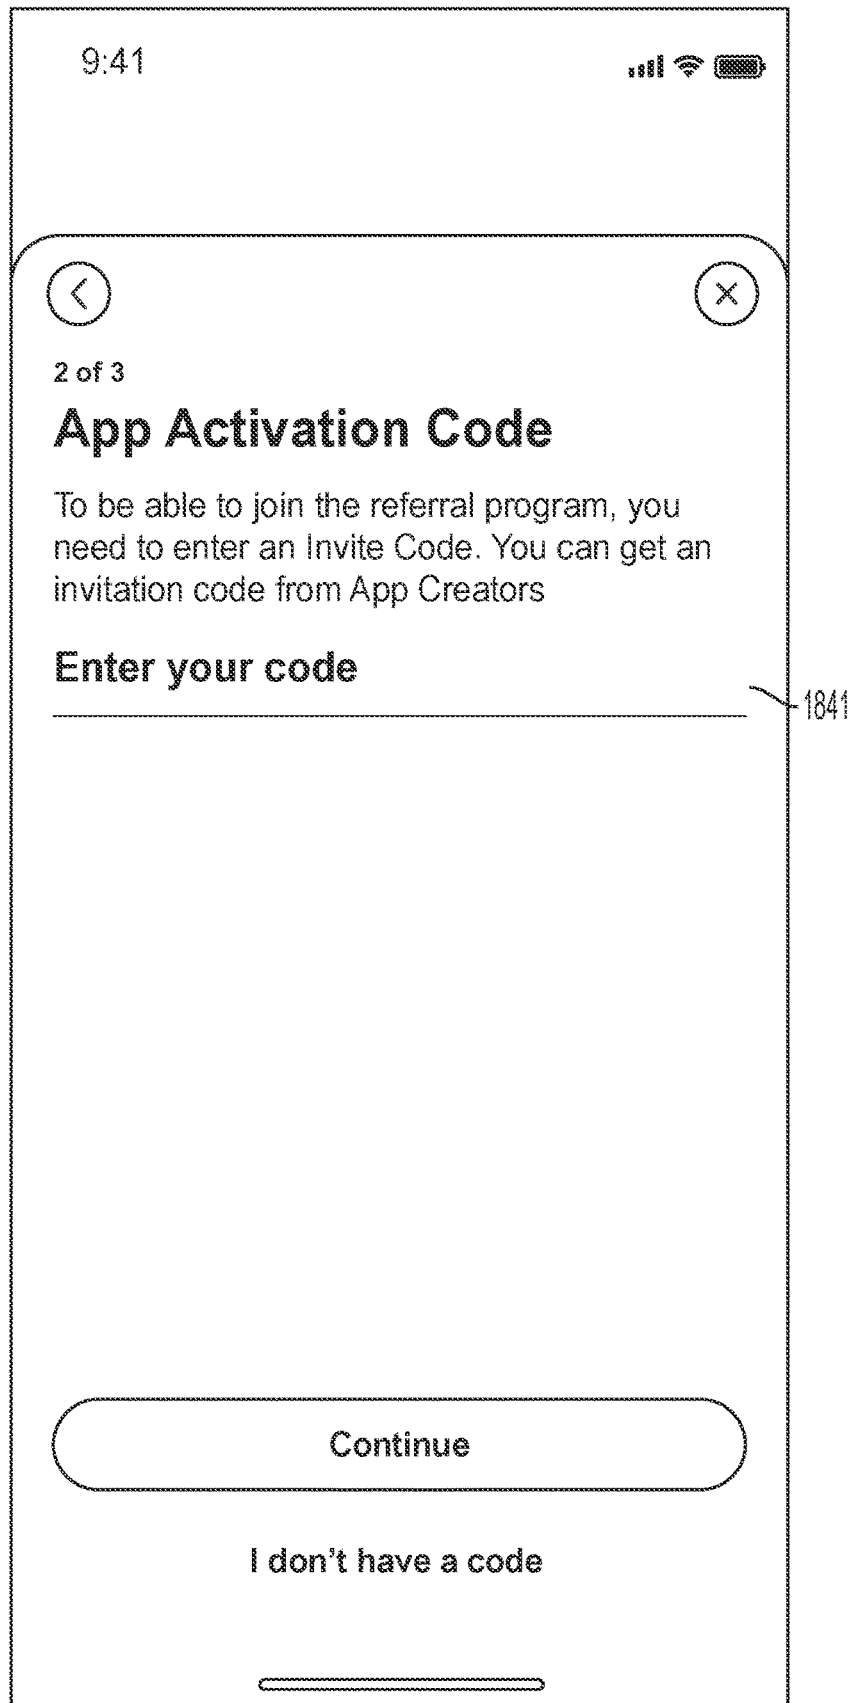 9:41
2 of 3
App Activation Code
To be able to join the referral program, you
need to enter an Invite Code. You can get an
invitation code from App Creators
Enter your code
1841
Continue
I don't have a code